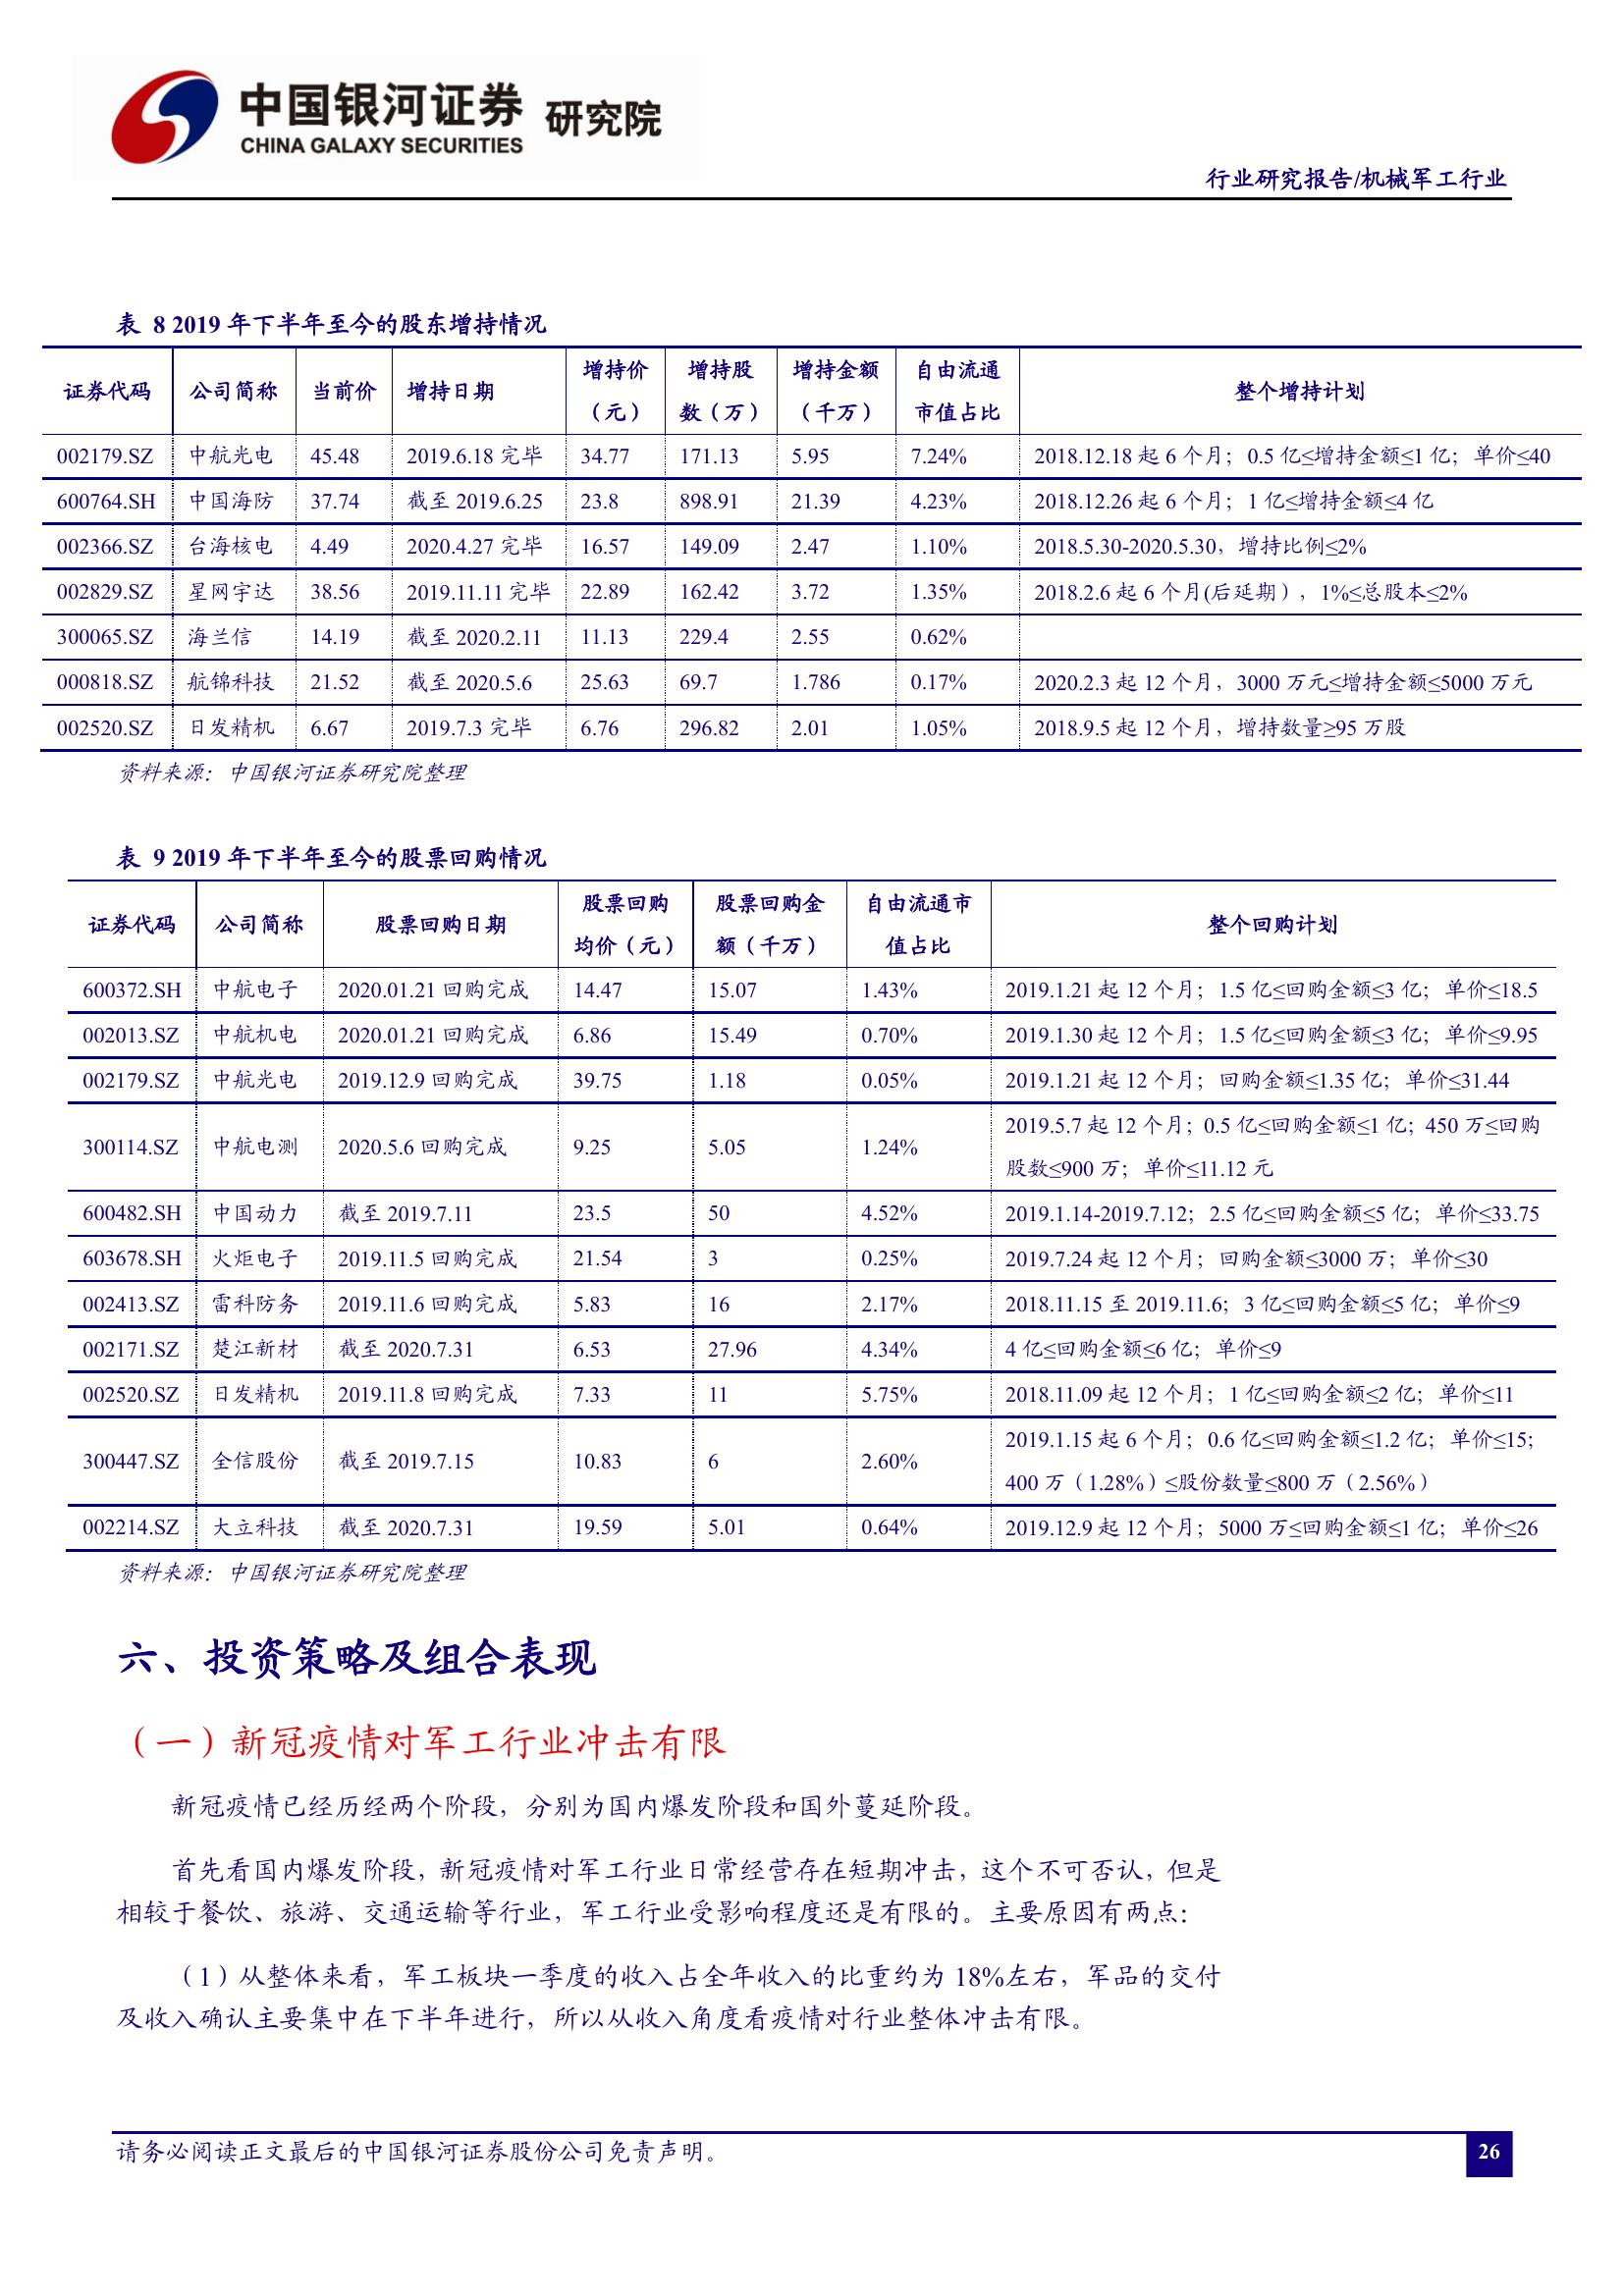 中国银河证券 研究院
CHINA GALAXY SECURITIES
行业研究报告/机械军工行业
表 8 2019 年下半年至今的股东增持情况
证券代码 公司简称 当前价 增持日期 增持价（元） 增持股数（万） 增持金额（千万） 自由流通市值占比 整个增持计划
002179.SZ 中航光电 45.48 2019.6.18 完毕 34.77 171.13 5.95 7.24% 2018.12.18 起 6 个月；0.5 亿≤增持金额≤1 亿；单价≤40
600764.SH 中国海防 37.74 截至 2019.6.25 23.8 898.91 21.39 4.23% 2018.12.26 起 6 个月；1 亿≤增持金额≤4 亿
002366.SZ 台海核电 4.49 2020.4.27 完毕 16.57 149.09 2.47 1.10% 2018.5.30-2020.5.30，增持比例≤2%
002829.SZ 星网宇达 38.56 2019.11.11 完毕 22.89 162.42 3.72 1.35% 2018.2.6 起 6 个月(后延期），1%≤总股本≤2%
300065.SZ 海兰信 14.19 截至 2020.2.11 11.13 229.4 2.55 0.62%
000818.SZ 航锦科技 21.52 截至 2020.5.6 25.63 69.7 1.786 0.17% 2020.2.3 起 12 个月，3000 万元≤增持金额≤5000 万元
002520.SZ 日发精机 6.67 2019.7.3 完毕 6.76 296.82 2.01 1.05% 2018.9.5 起 12 个月，增持数量≥95 万股
资料来源：中国银河证券研究院整理
表 9 2019 年下半年至今的股票回购情况
证券代码 公司简称 股票回购日期 股票回购均价（元） 股票回购金额（千万） 自由流通市值占比 整个回购计划
600372.SH 中航电子 2020.01.21 回购完成 14.47 15.07 1.43% 2019.1.21 起 12 个月；1.5 亿≤回购金额≤3 亿；单价≤18.5
002013.SZ 中航机电 2020.01.21 回购完成 6.86 15.49 0.70% 2019.1.30 起 12 个月；1.5 亿≤回购金额≤3 亿；单价≤9.95
002179.SZ 中航光电 2019.12.9 回购完成 39.75 1.18 0.05% 2019.1.21 起 12 个月；回购金额≤1.35 亿；单价≤31.44
300114.SZ 中航电测 2020.5.6 回购完成 9.25 5.05 1.24% 2019.5.7 起 12 个月；0.5 亿≤回购金额≤1 亿；450 万≤回购
股数≤900 万；单价≤11.12 元
600482.SH 中国动力 截至 2019.7.11 23.5 50 4.52% 2019.1.14-2019.7.12；2.5 亿≤回购金额≤5 亿；单价≤33.75
603678.SH 火炬电子 2019.11.5 回购完成 21.54 3 0.25% 2019.7.24 起 12 个月；回购金额≤3000 万；单价≤30
002413.SZ 雷科防务 2019.11.6 回购完成 5.83 16 2.17% 2018.11.15 至 2019.11.6；3 亿≤回购金额≤5 亿；单价≤9
002171.SZ 楚江新材 截至 2020.7.31 6.53 27.96 4.34% 4 亿≤回购金额≤6 亿；单价≤9
002520.SZ 日发精机 2019.11.8 回购完成 7.33 11 5.75% 2018.11.09 起 12 个月；1 亿≤回购金额≤2 亿；单价≤11
300447.SZ 全信股份 截至 2019.7.15 10.83 6 2.60% 2019.1.15 起 6 个月；0.6 亿≤回购金额≤1.2 亿；单价≤15；
400 万（1.28%）≤股份数量≤800 万（2.56%）
002214.SZ 大立科技 截至 2020.7.31 19.59 5.01 0.64% 2019.12.9 起 12 个月；5000 万≤回购金额≤1 亿；单价≤26
资料来源：中国银河证券研究院整理
六、投资策略及组合表现
（一）新冠疫情对军工行业冲击有限
新冠疫情已经历经两个阶段，分别为国内爆发阶段和国外蔓延阶段。
首先看国内爆发阶段，新冠疫情对军工行业日常经营存在短期冲击，这个不可否认，但是
相较于餐饮、旅游、交通运输等行业，军工行业受影响程度还是有限的。主要原因有两点：
（1）从整体来看，军工板块一季度的收入占全年收入的比重约为 18%左右，军品的交付
及收入确认主要集中在下半年进行，所以从收入角度看疫情对行业整体冲击有限。
请务必阅读正文最后的中国银河证券股份公司免责声明。
26